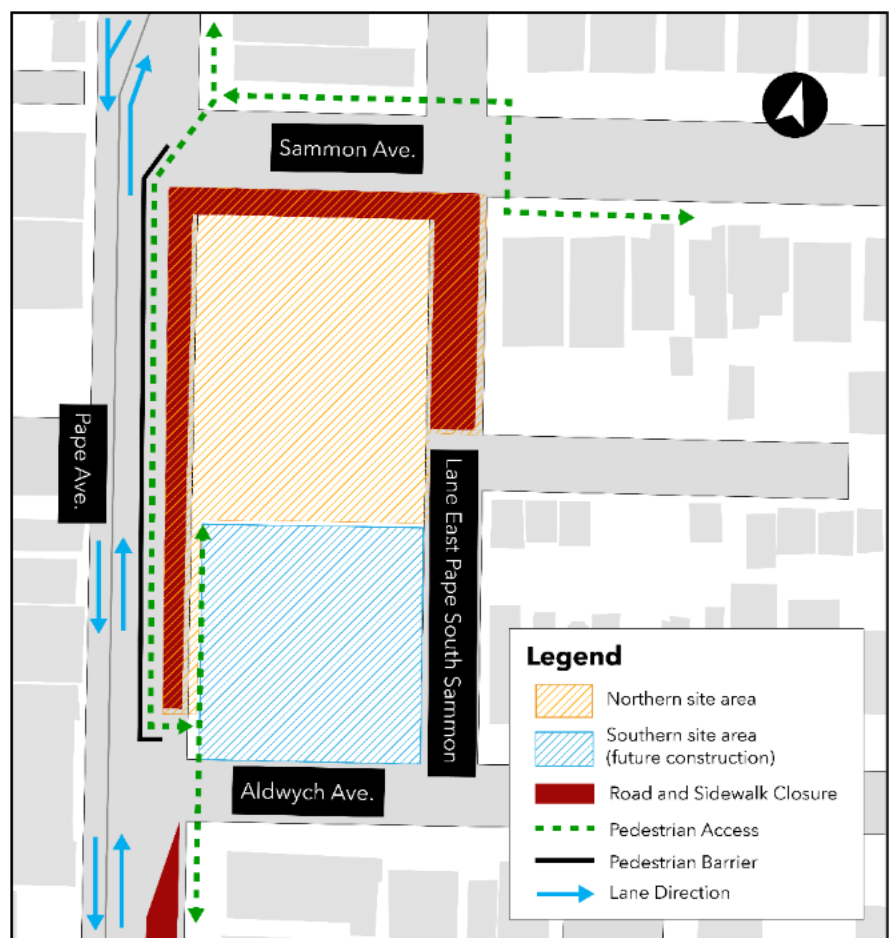 Sammon Ave.
Pape Ave.
Lane East Pape South Sammon
Aldwych Ave.
Legend
Northern site area
Southern site area
(future construction)
Road and Sidewalk Closure
Pedestrian Access
Pedestrian Barrier
Lane Direction